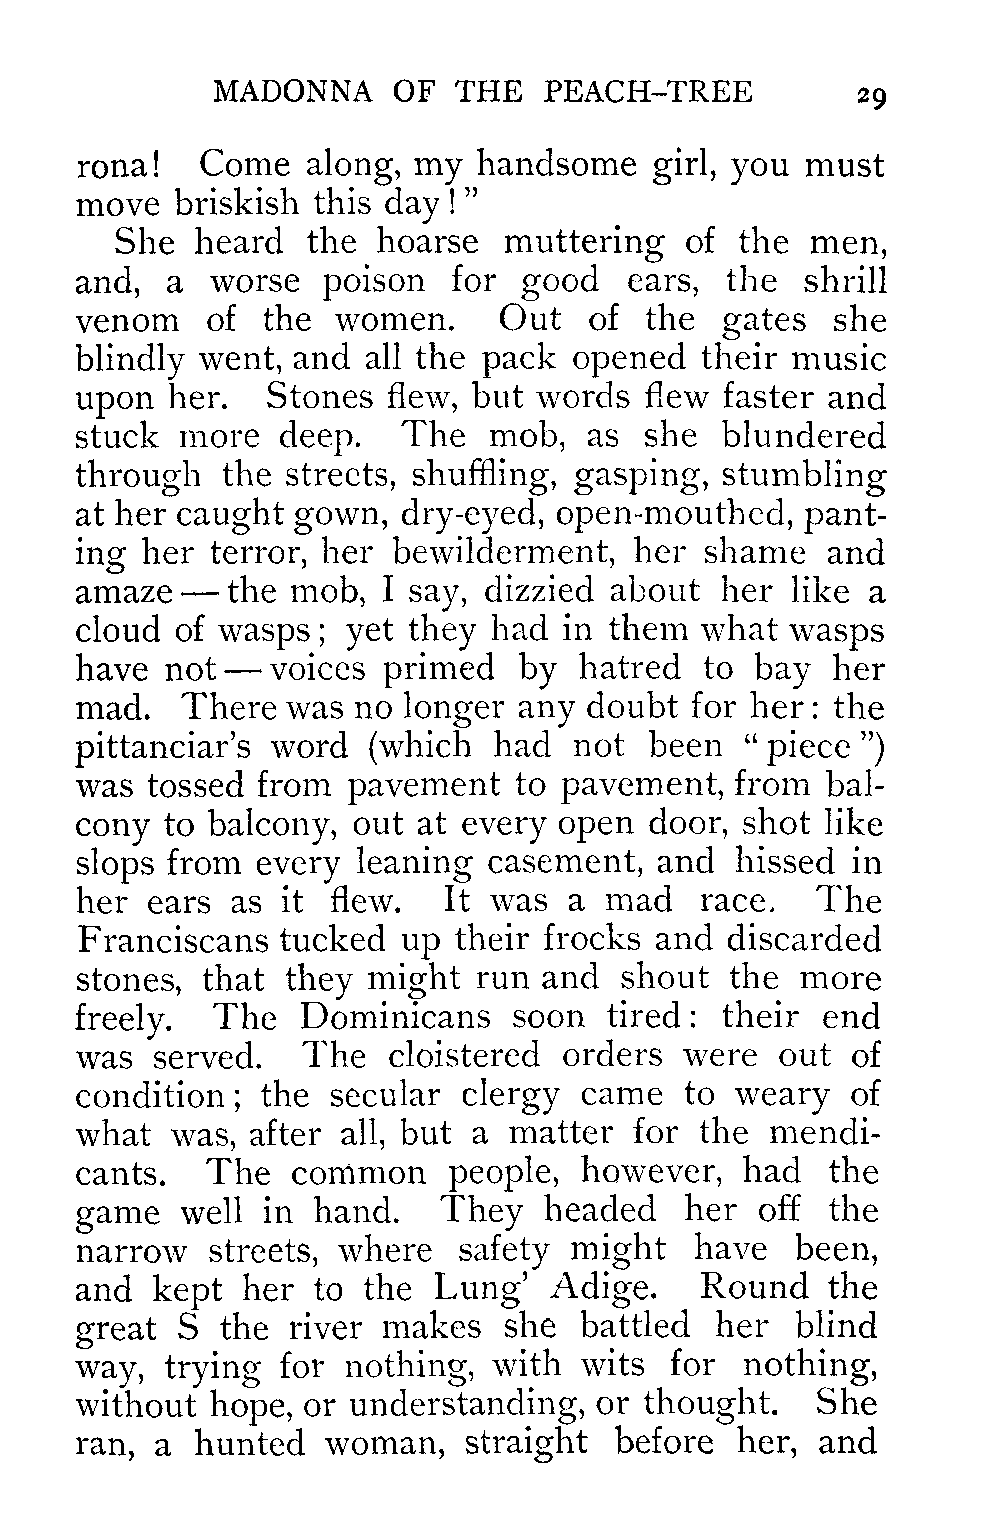 MADONNA OF THE PEACH-TREE 29
rona! Come along, my handsome girl, you must
move briskish this day!”
She heard the hoarse muttering of the men,
and, a worse poison for good ears, the shrill
venom of the women. Out of the gates she
blindly went, and all the pack opened their music
upon her. Stones flew, but words flew faster and
stuck more deep. The mob, as she blundered
through the streets, shuffling, gasping, stumbling
at her caught gown, dry-eyed, open-mouthed, pant-
ing her terror, her bewilderment, her shame and
amaze — the mob, I say, dizzied about her like a
cloud of wasps; yet they had in them what wasps
have not — voices primed by hatred to bay her
mad. There was no longer any doubt for her: the
pittanciar’s word (which had not been “piece”)
was tossed from pavement to pavement, from bal-
cony to balcony, out at every open door, shot like
slops from every leaning casement, and hissed in
her ears as it flew. It was a mad race. The
Franciscans tucked up their frocks and discarded
stones, that they might run and shout the more
freely. The Dominicans soon tired: their end
was served. The cloistered orders were out of
condition; the secular clergy came to weary of
what was, after all, but a matter for the mendi-
cants. The common people, however, had the
game well in hand. They headed her off the
narrow streets, where safety might have been,
and kept her to the Lung’ Adige. Round the
great S the river makes she battled her blind
way, trying for nothing, with wits for nothing,
without hope, or understanding, or thought. She
ran, a hunted woman, straight before her, and